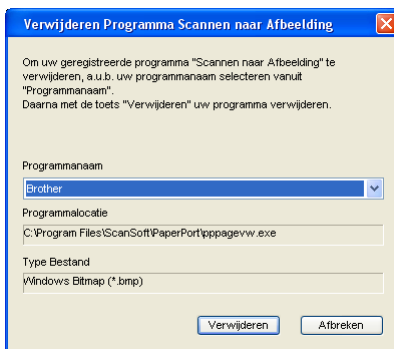 Verwijderen Programma Scannen naar Afbeelding
Om uw geregistreerde programma "Scannen naar Afbeelding" te
verwijderen, a.u.b. uw programmanaam selecteren vanuit
"Programmanaam".
Daarna met de toets "Verwijderen" uw programma verwijderen.
Programmanaam
Brother
Programmalocatie
C:\Program Files\ScanSoft\PaperPort\pppagevw.exe
Type Bestand
Windows Bitmap (*.bmp)
Verwijderen
Afbreken